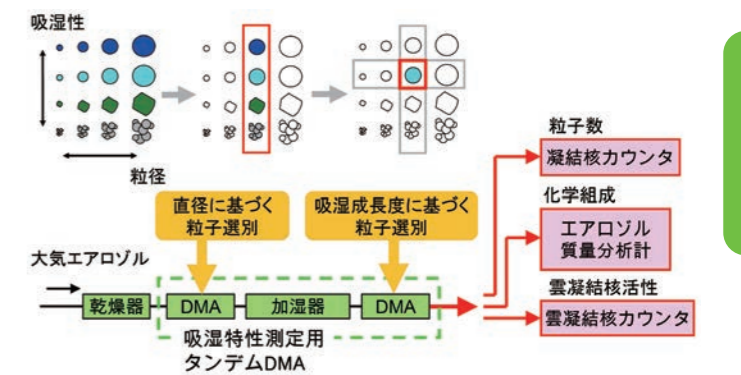 吸湿性
粒径
粒子数
凝結核カウンタ
直径に基づく
粒子選別
吸湿成長度に基づく
粒子選別
化学組成
エアロゾル
質量分析計
大気エアロゾル
雲凝結核活性
乾燥器
DMA
加湿器
DMA
雲凝結核カウンタ
吸湿特性測定用
タンデムDMA